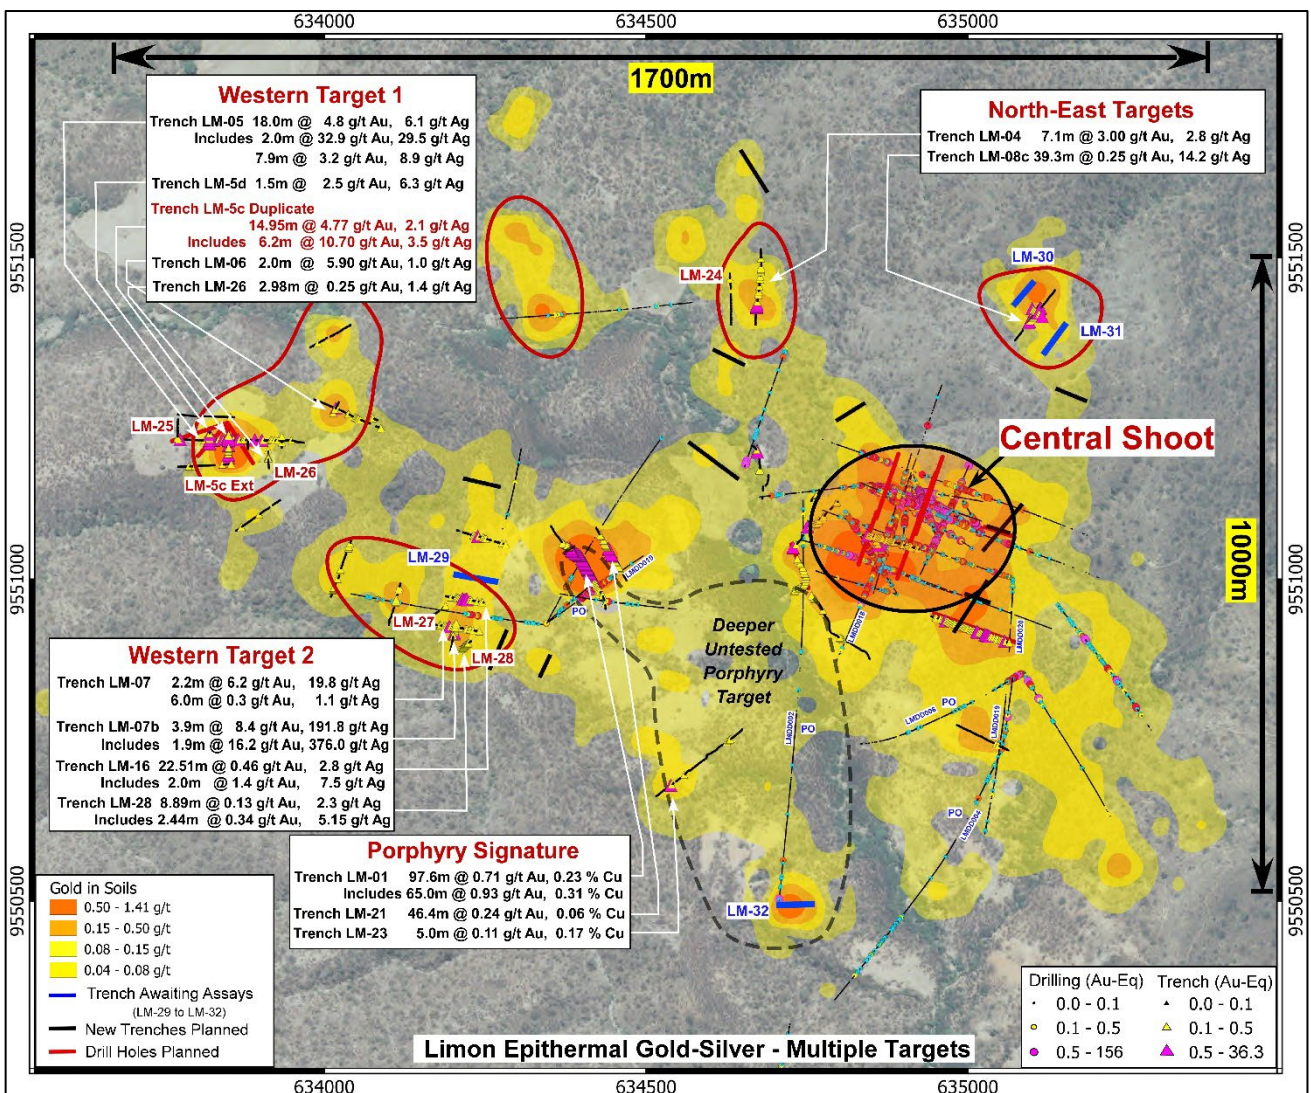 634000
634500
635000
1700m
Western Target 1
Trench LM-05 18.0m @ 4.8 g/t Au, 6.1 g/t Ag
Includes 2.0m @ 32.9 g/t Au, 29.5 g/t Ag
7.9m @ 3.2 g/t Au, 8.9 g/t Ag
Trench LM-5d 1.5m @ 2.5 g/t Au, 6.3 g/t Ag
Trench LM-5c Duplicate
14.95m @ 4.77 g/t Au, 2.1 g/t Ag
Includes 6.2m @ 10.70 g/t Au, 3.5 g/t Ag
Trench LM-06 2.0m @ 5.90 g/t Au, 1.0 g/t Ag
Trench LM-26 2.98m @ 0.25 g/t Au, 1.4 g/t Ag
North-East Targets
Trench LM-04 7.1m @ 3.00 g/t Au, 2.8 g/t Ag
Trench LM-08c 39.3m @ 0.25 g/t Au, 14.2 g/t Ag
9551500
9551500
LM-30
LM-24
LM-31
LM-25
LM-26
LM-5c Ext
Central Shoot
1000m
9551000
9551000
LM-29
LMDD019
PO
LM-27
LM-28
LMDD018
LMDD020
Deeper
Untested
Porphyry
Target
LMDD002
PO
LMDD006
PO
LMDD019
PO
LMDD004
Western Target 2
Trench LM-07 2.2m @ 6.2 g/t Au, 19.8 g/t Ag
6.0m @ 0.3 g/t Au, 1.1 g/t Ag
Trench LM-07b 3.9m @ 8.4 g/t Au, 191.8 g/t Ag
Includes 1.9m @ 16.2 g/t Au, 376.0 g/t Ag
Trench LM-16 22.51m @ 0.46 g/t Au, 2.8 g/t Ag
Includes 2.0m @ 1.4 g/t Au, 7.5 g/t Ag
Trench LM-28 8.89m @ 0.13 g/t Au, 2.3 g/t Ag
Includes 2.44m @ 0.34 g/t Au, 5.15 g/t Ag
Porphyry Signature
Trench LM-01 97.6m @ 0.71 g/t Au, 0.23 % Cu
Includes 65.0m @ 0.93 g/t Au, 0.31 % Cu
Trench LM-21 46.4m @ 0.24 g/t Au, 0.06 % Cu
Trench LM-23 5.0m @ 0.11 g/t Au, 0.17 % Cu
LM-32
9550500
9550500
Gold in Soils
0.50 - 1.41 g/t
0.15 - 0.50 g/t
0.08 - 0.15 g/t
0.04 - 0.08 g/t
Trench Awaiting Assays
(LM-29 to LM-32)
New Trenches Planned
Drill Holes Planned
Drilling (Au-Eq)
0.0 - 0.1
0.1 - 0.5
0.5 - 156
Trench (Au-Eq)
0.0 - 0.1
0.1 - 0.5
0.5 - 36.3
Limon Epithermal Gold-Silver - Multiple Targets
634000
634500
635000